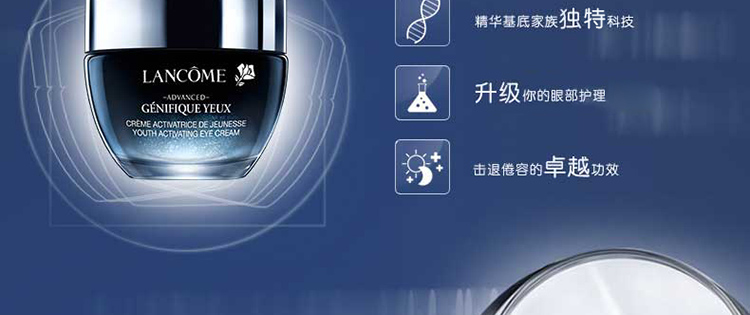 LANCÔME
-ADVANCED-
GÉNIFIQUE YEUX
CRÈME ACTIVATRICE DE JEUNESSE
YOUTH ACTIVATING EYE CREAM
精华基底家族独特科技
升级你的眼部护理
击退倦容的卓越功效